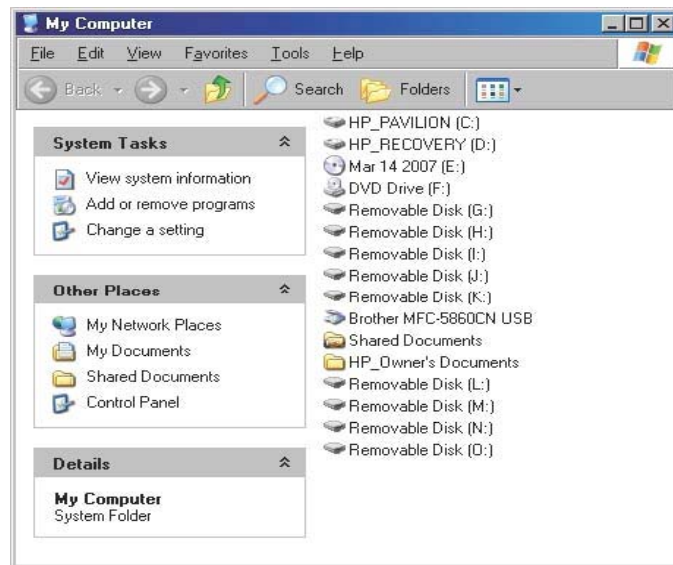 My Computer
File Edit View Favorites Tools Help
Back Search Folders
System Tasks
View system information
Add or remove programs
Change a setting
Other Places
My Network Places
My Documents
Shared Documents
Control Panel
Details
My Computer
System Folder
HP_PAVILION (C:)
HP_RECOVERY (D:)
Mar 14 2007 (E:)
DVD Drive (F:)
Removable Disk (G:)
Removable Disk (H:)
Removable Disk (I:)
Removable Disk (J:)
Removable Disk (K:)
Brother MFC-5860CN USB
Shared Documents
HP_Owner's Documents
Removable Disk (L:)
Removable Disk (M:)
Removable Disk (N:)
Removable Disk (O:)